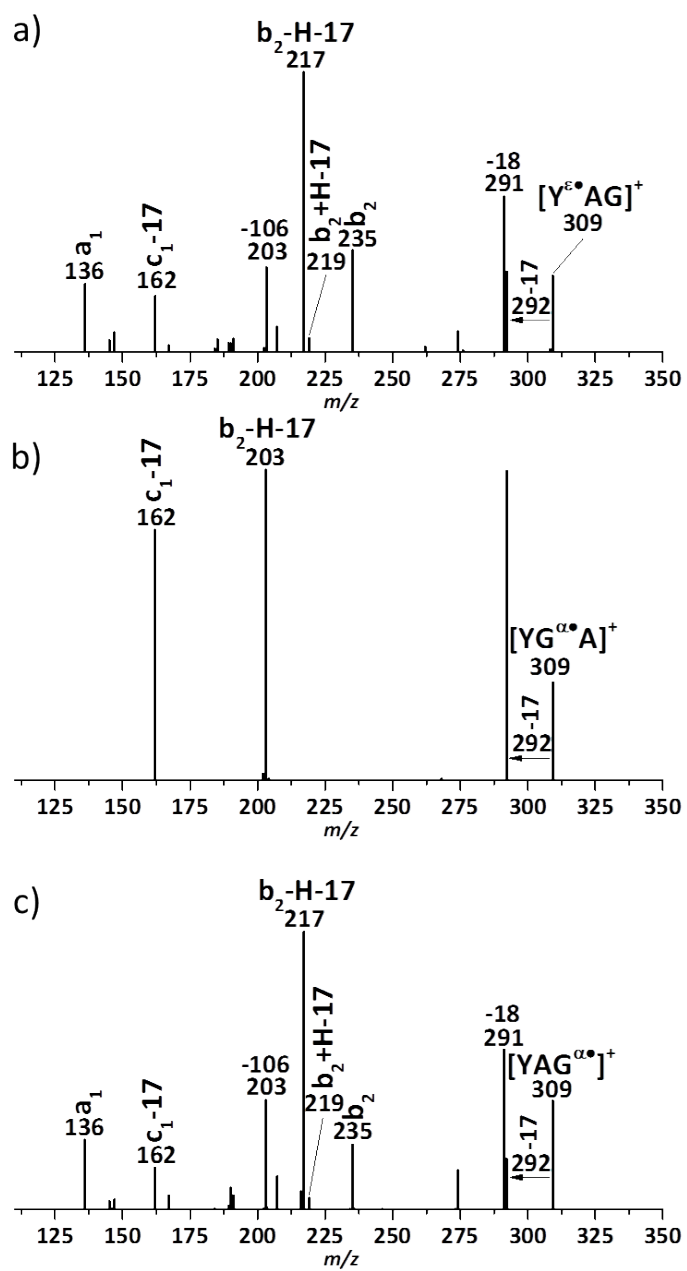 a)
b₂-H-17
217
-18
291
[Y^ε•AG]⁺
309
-17
292
b₂+H-17
219
b₂
235
-106
203
a₁
136
c₁-17
162
125 150 175 200 225 250 275 300 325 350
m/z
b)
b₂-H-17
203
c₁-17
162
[YG^α•A]⁺
309
-17
292
125 150 175 200 225 250 275 300 325 350
m/z
c)
b₂-H-17
217
-18
291
[YAG^α•]⁺
309
-17
292
b₂+H-17
219
b₂
235
-106
203
a₁
136
c₁-17
162
125 150 175 200 225 250 275 300 325 350
m/z